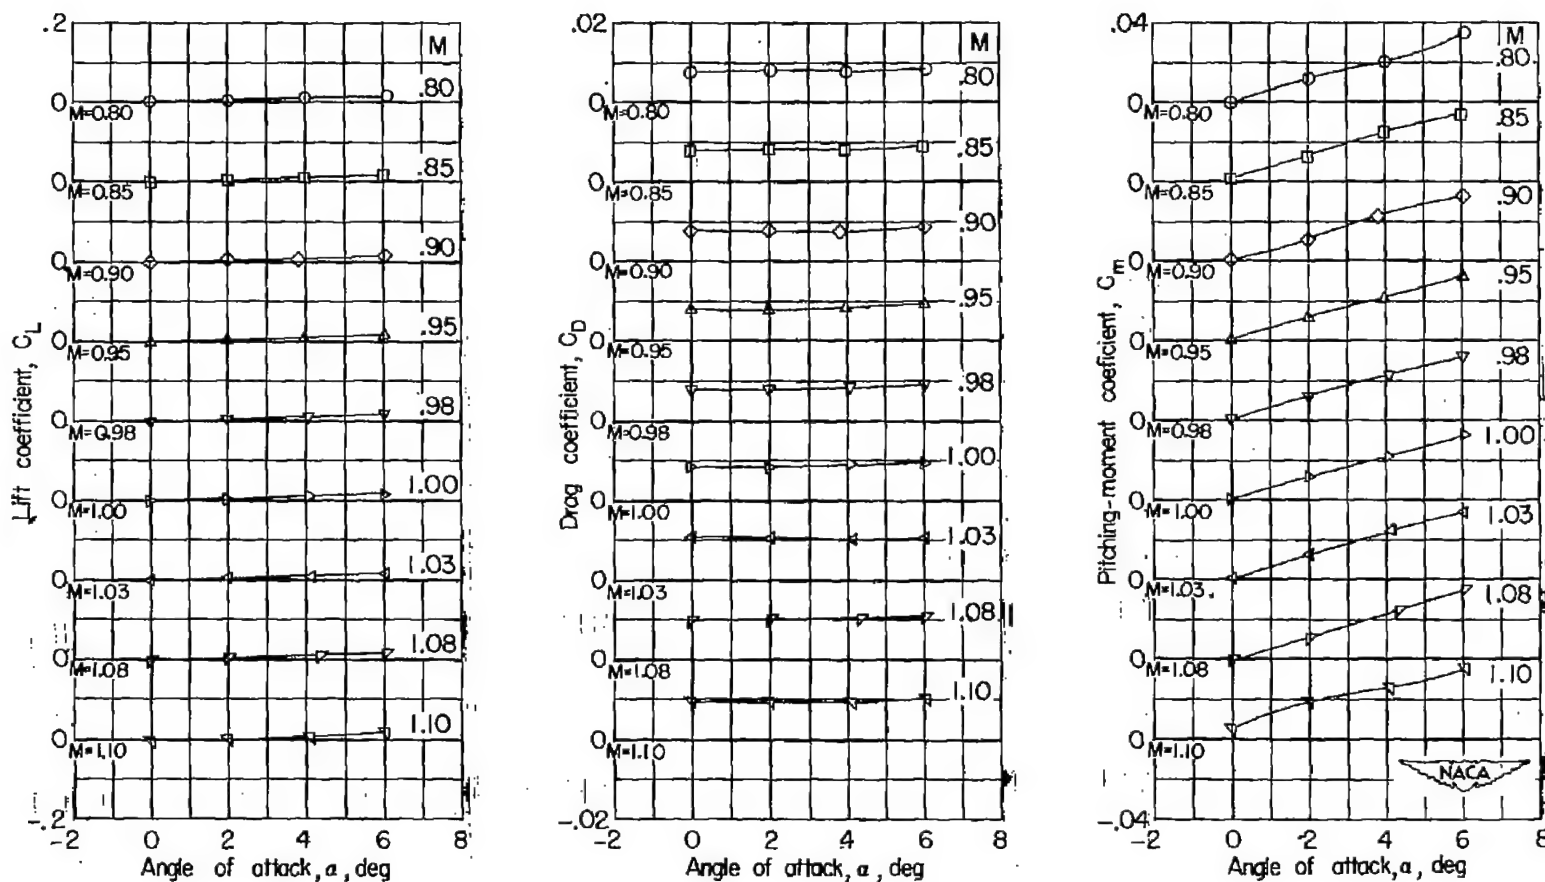 .2
M
.80
0
M=0.80
.85
0
M=0.85
.90
0
M=0.90
.95
0
M=0.95
.98
0
M=0.98
1.00
0
M=1.00
1.03
0
M=1.03
1.08
0
M=1.08
1.10
0
M=1.10
-.2
-2 0 2 4 6 8
Angle of attack, α, deg
Lift coefficient, C_L
.02
M
.80
0
M=0.80
.85
0
M=0.85
.90
0
M=0.90
.95
0
M=0.95
.98
0
M=0.98
1.00
0
M=1.00
1.03
0
M=1.03
1.08
0
M=1.08
1.10
0
M=1.10
-.02
-2 0 2 4 6 8
Angle of attack, α, deg
Drag coefficient, C_D
.04
M
.80
0
M=0.80
.85
0
M=0.85
.90
0
M=0.90
.95
0
M=0.95
.98
0
M=0.98
1.00
0
M=1.00
1.03
0
M=1.03
1.08
0
M=1.08
1.10
0
M=1.10
NACA
-.04
-2 0 2 4 6 8
Angle of attack, α, deg
Pitching-moment coeficient, C_m